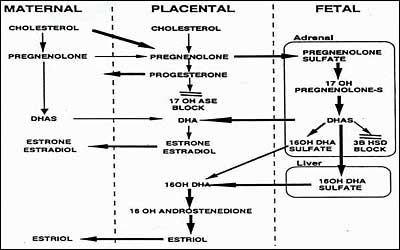 MATERNAL
PLACENTAL
FETAL
CHOLESTEROL
CHOLESTEROL
Adrenal
PREGNENOLONE
PREGNENOLONE
PREGNENOLONE
SULFATE
PROGESTERONE
17 OH
PREGNENOLONE-S
17 OH ASE
BLOCK
DHAS
DHA
DHAS
ESTRONE
ESTRADIOL
ESTRONE
ESTRADIOL
16OH DHA
SULFATE
3B HSD
BLOCK
Liver
16OH DHA
16OH DHA
SULFATE
16 OH ANDROSTENEDIONE
ESTRIOL
ESTRIOL